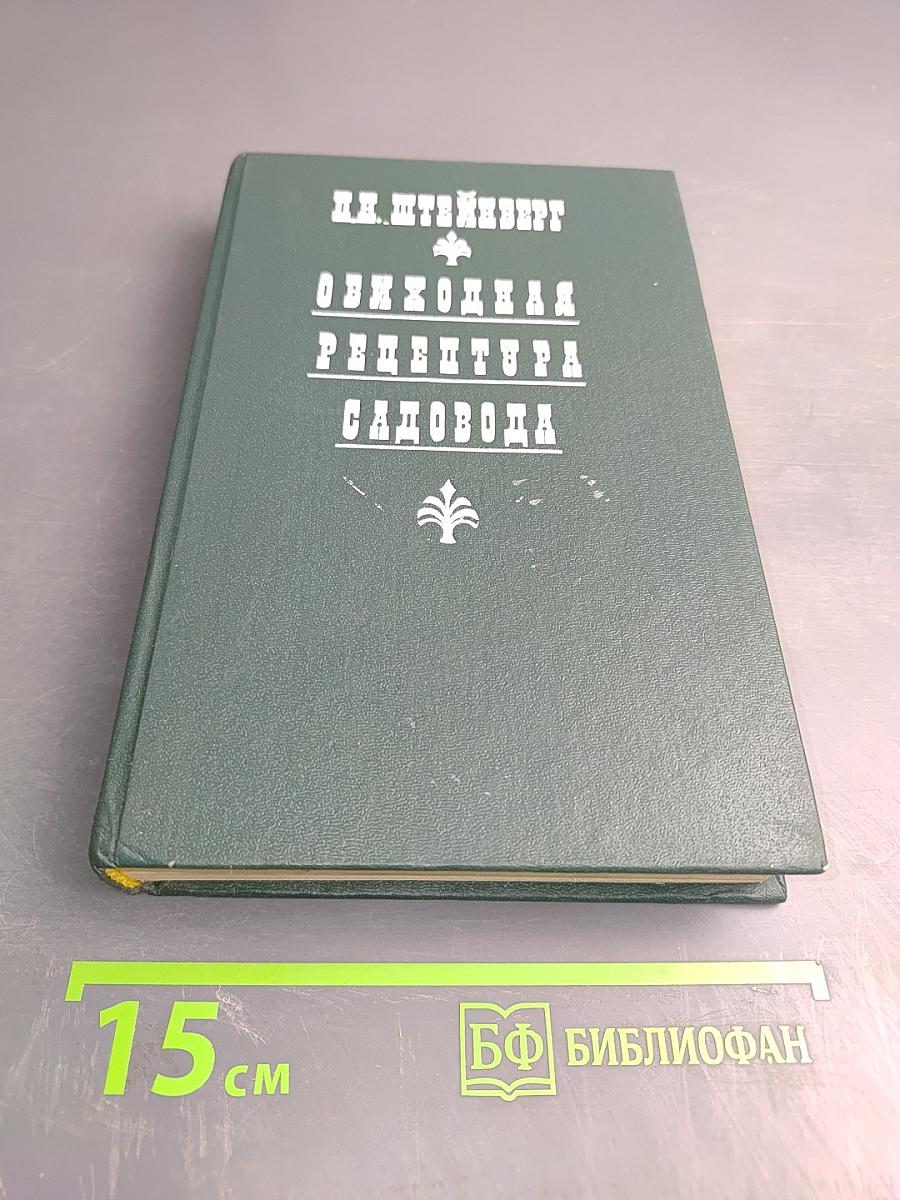 П.Н. ШТЕЙНБЕРГ
ОБИХОДНАЯ
РЕЦЕПТУРА
САДОВОДА
15 см
БФ БИБЛИОФАН